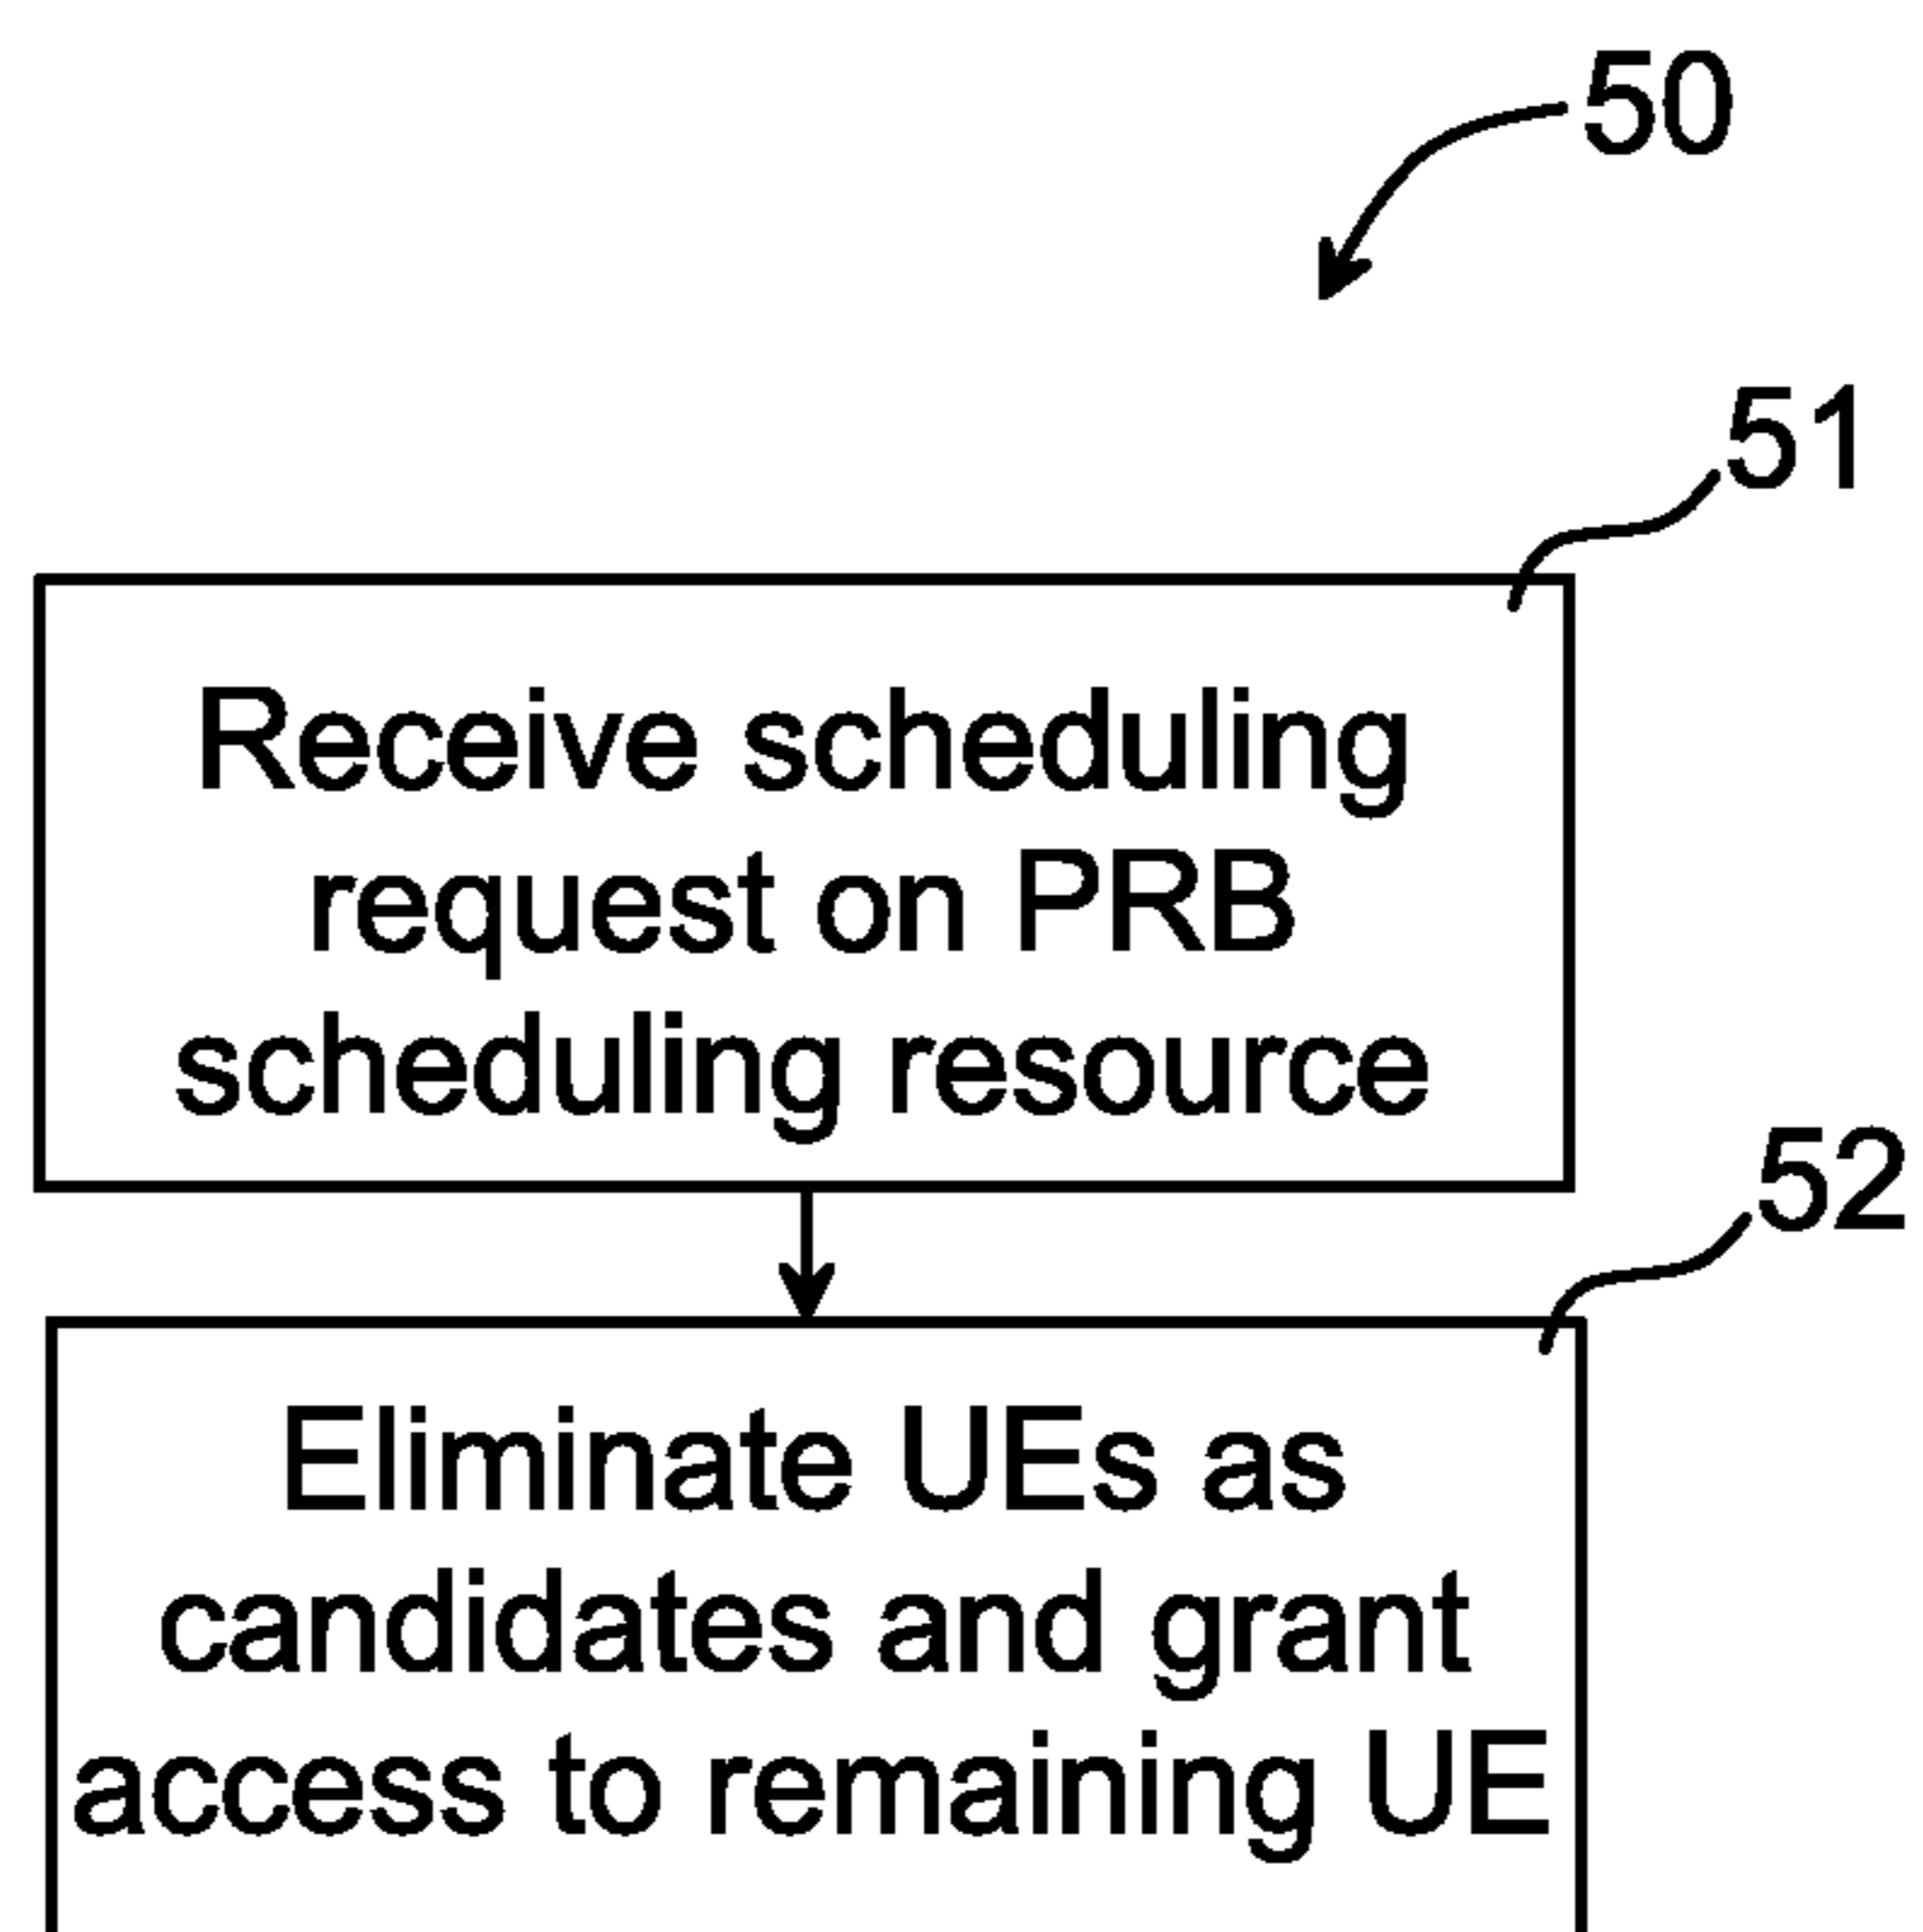 50
51
Receive scheduling
request on PRB
scheduling resource
52
Eliminate UEs as
candidates and grant
access to remaining UE